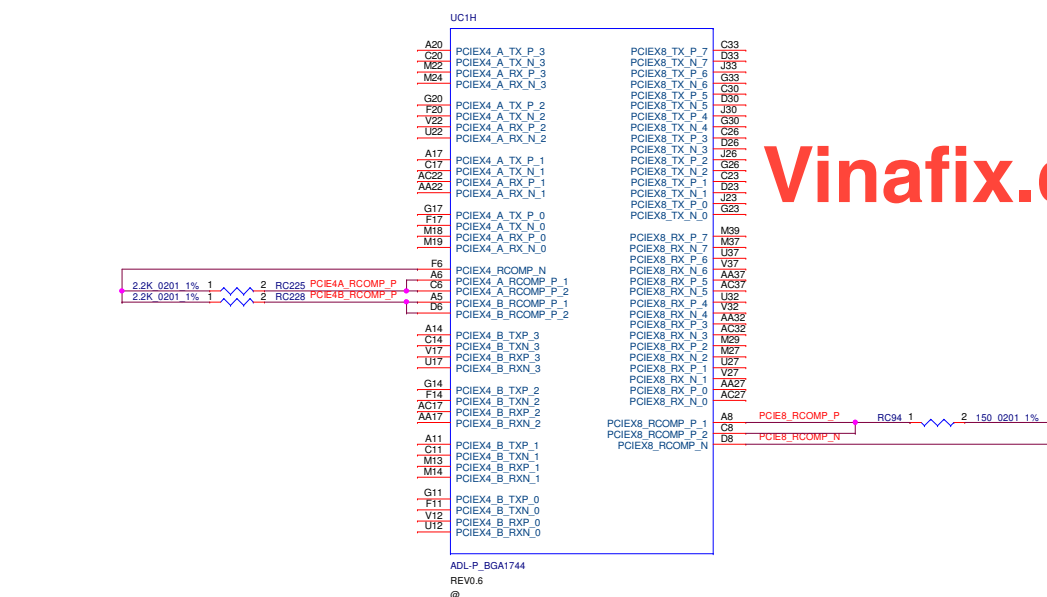 UC1H
A20 PCIEX4_A_TX_P_3
C20 PCIEX4_A_TX_N_3
M22 PCIEX4_A_RX_P_3
M24 PCIEX4_A_RX_N_3
G20 PCIEX4_A_TX_P_2
F20 PCIEX4_A_TX_N_2
V22 PCIEX4_A_RX_P_2
U22 PCIEX4_A_RX_N_2
A17 PCIEX4_A_TX_P_1
C17 PCIEX4_A_TX_N_1
AC22 PCIEX4_A_RX_P_1
AA22 PCIEX4_A_RX_N_1
G17 PCIEX4_A_TX_P_0
F17 PCIEX4_A_TX_N_0
M18 PCIEX4_A_RX_P_0
M19 PCIEX4_A_RX_N_0
F6 PCIEX4_RCOMP_N
A6 PCIEX4_A_RCOMP_P_1
2.2K_0201_1% 1 2 RC225 PCIE4A_RCOMP_P C6 PCIEX4_A_RCOMP_P_2
2.2K_0201_1% 1 2 RC228 PCIE4B_RCOMP_P A5 PCIEX4_B_RCOMP_P_1
D6 PCIEX4_B_RCOMP_P_2
A14 PCIEX4_B_TXP_3
C14 PCIEX4_B_TXN_3
V17 PCIEX4_B_RXP_3
U17 PCIEX4_B_RXN_3
G14 PCIEX4_B_TXP_2
F14 PCIEX4_B_TXN_2
AC17 PCIEX4_B_RXP_2
AA17 PCIEX4_B_RXN_2
A11 PCIEX4_B_TXP_1
C11 PCIEX4_B_TXN_1
M13 PCIEX4_B_RXP_1
M14 PCIEX4_B_RXN_1
G11 PCIEX4_B_TXP_0
F11 PCIEX4_B_TXN_0
V12 PCIEX4_B_RXP_0
U12 PCIEX4_B_RXN_0
PCIEX8_TX_P_7 C33
PCIEX8_TX_N_7 D33
PCIEX8_TX_P_6 J33
PCIEX8_TX_N_6 G33
PCIEX8_TX_P_5 C30
PCIEX8_TX_N_5 D30
PCIEX8_TX_P_4 J30
PCIEX8_TX_N_4 G30
PCIEX8_TX_P_3 C26
PCIEX8_TX_N_3 D26
PCIEX8_TX_P_2 J26
PCIEX8_TX_N_2 G26
PCIEX8_TX_P_1 C23
PCIEX8_TX_N_1 D23
PCIEX8_TX_P_0 J23
PCIEX8_TX_N_0 G23
PCIEX8_RX_P_7 M39
PCIEX8_RX_N_7 M37
PCIEX8_RX_P_6 U37
PCIEX8_RX_N_6 V37
PCIEX8_RX_P_5 AA37
PCIEX8_RX_N_5 AC37
PCIEX8_RX_P_4 U32
PCIEX8_RX_N_4 V32
PCIEX8_RX_P_3 AA32
PCIEX8_RX_N_3 AC32
PCIEX8_RX_P_2 M29
PCIEX8_RX_N_2 M27
PCIEX8_RX_P_1 U27
PCIEX8_RX_N_1 V27
PCIEX8_RX_P_0 AA27
PCIEX8_RX_N_0 AC27
PCIEX8_RCOMP_P_1 A8 PCIE8_RCOMP_P RC94 1 2 150_0201_1%
PCIEX8_RCOMP_P_2 C8
PCIEX8_RCOMP_N D8 PCIE8_RCOMP_N
Vinafix.
ADL-P_BGA1744
REV0.6
@